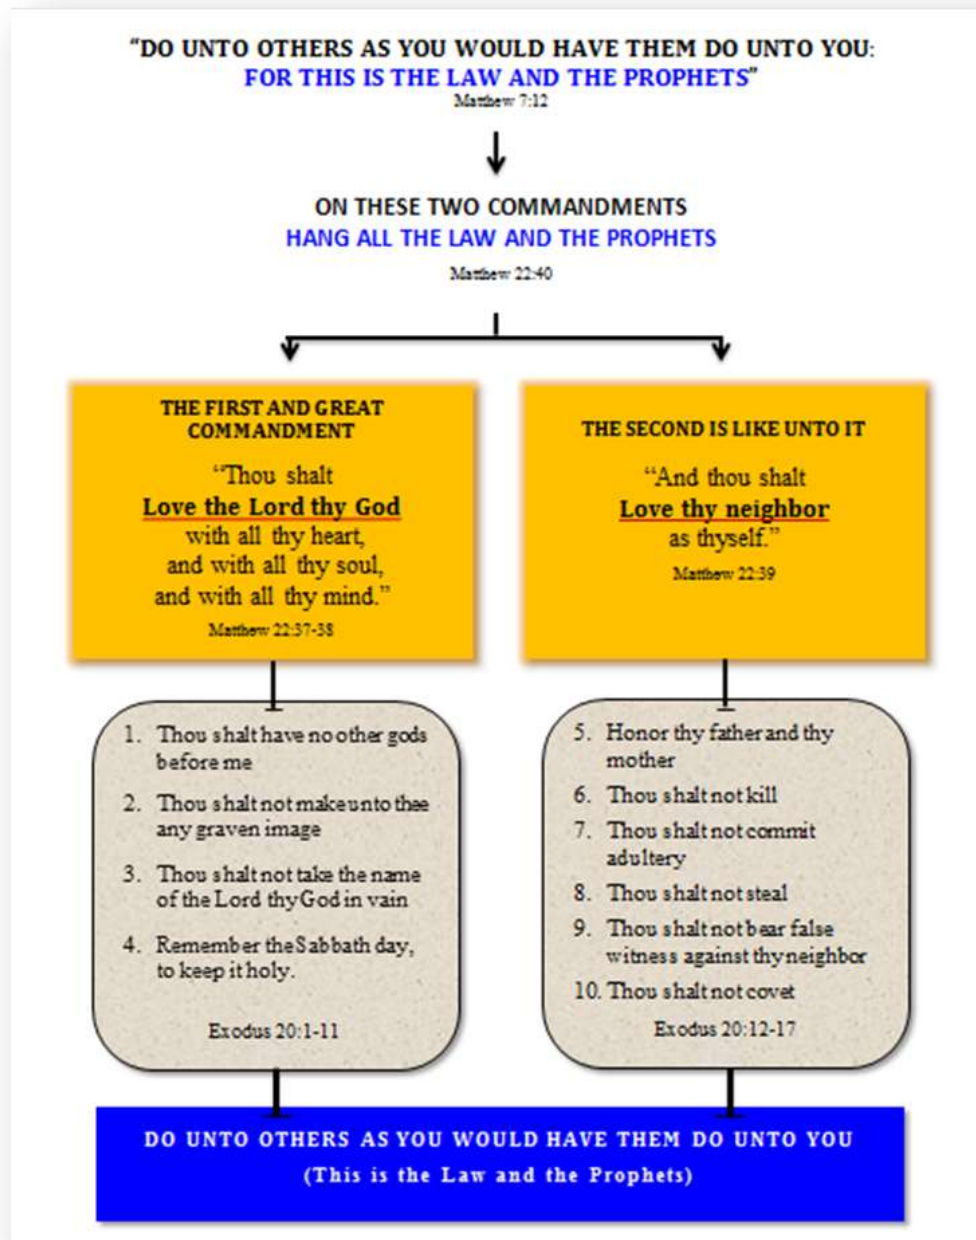 “DO UNTO OTHERS AS YOU WOULD HAVE THEM DO UNTO YOU:
FOR THIS IS THE LAW AND THE PROPHETS”
Matthew 7:12
ON THESE TWO COMMANDMENTS
HANG ALL THE LAW AND THE PROPHETS
Matthew 22:40
THE FIRST AND GREAT
COMMANDMENT
“Thou shalt
Love the Lord thy God
with all thy heart,
and with all thy soul,
and with all thy mind.”
Matthew 22:37-38
THE SECOND IS LIKE UNTO IT
“And thou shalt
Love thy neighbor
as thyself.”
Matthew 22:39
1. Thou shalt have no other gods
before me
2. Thou shalt not make unto thee
any graven image
3. Thou shalt not take the name
of the Lord thy God in vain
4. Remember the Sabbath day,
to keep it holy.
Exodus 20:1-11
5. Honor thy father and thy
mother
6. Thou shalt not kill
7. Thou shalt not commit
adultery
8. Thou shalt not steal
9. Thou shalt not bear false
witness against thy neighbor
10. Thou shalt not covet
Exodus 20:12-17
DO UNTO OTHERS AS YOU WOULD HAVE THEM DO UNTO YOU
(This is the Law and the Prophets)